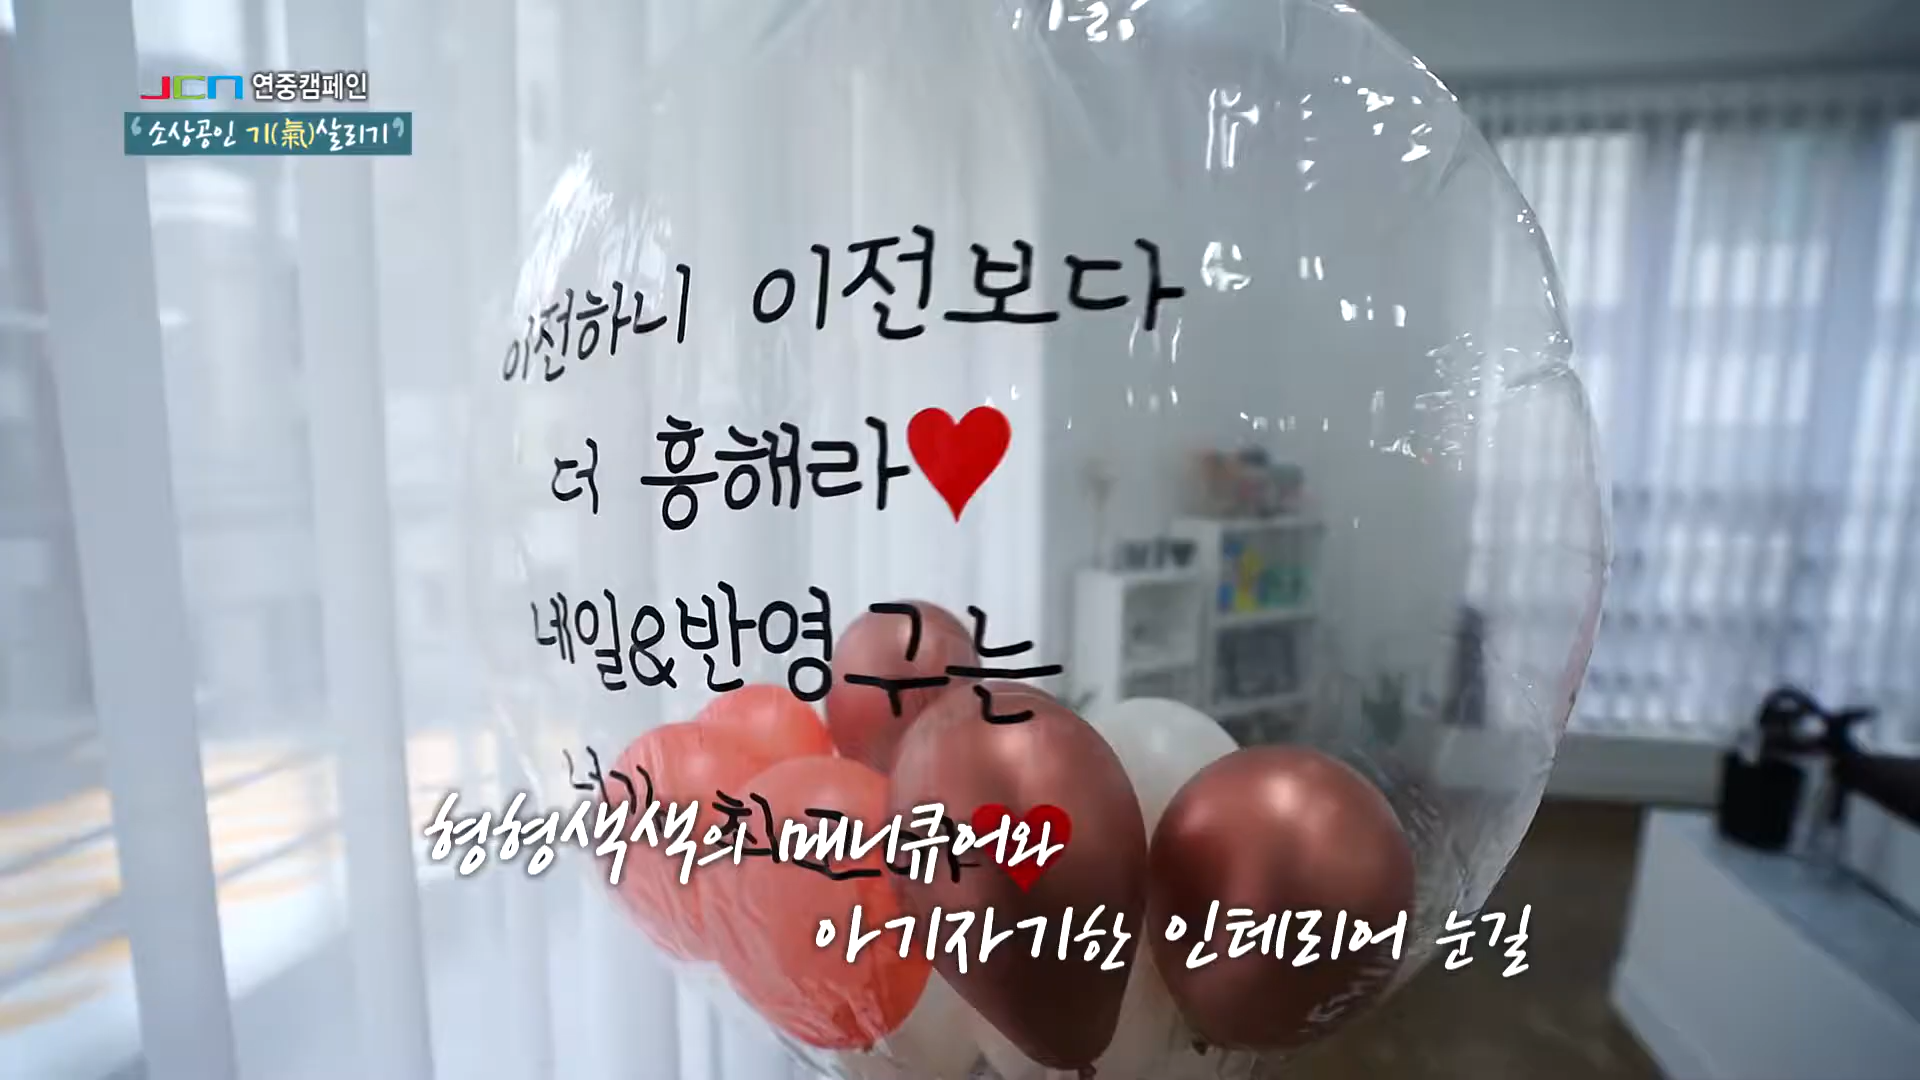 JCN 연중캠페인
소상공인 기(氣)살리기
이전하니 이전보다
더 흥해라
네일&반영구는
형형색색의 매니큐어와
아기자기한 인테리어 눈길